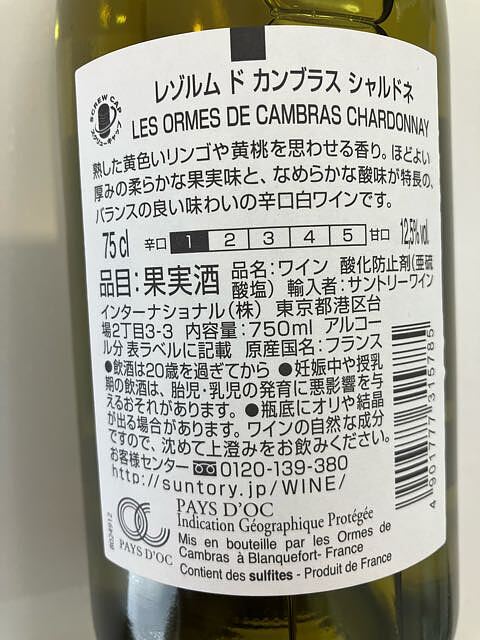 レゾルム ド カンブラス シャルドネ
LES ORMES DE CAMBRAS CHARDONNAY
SCREW CAP
熟した黄色いリンゴや黄桃を思わせる香り。ほどよい
厚みの柔らかな果実味と、なめらかな酸味が特長の、
バランスの良い味わいの辛口白ワインです。
75 cl 辛口 1 2 3 4 5 甘口 12,5% vol
品目:果実酒 品名:ワイン 酸化防止剤(亜硫
酸塩) 輸入者:サントリーワイン
インターナショナル(株) 東京都港区台
場2丁目3-3 内容量:750ml アルコー
ル分 表ラベルに記載 原産国名:フランス
●飲酒は20歳を過ぎてから ●妊娠中や授乳
期の飲酒は、胎児・乳児の発育に悪影響を与
えるおそれがあります。 ●瓶底にオリや結晶
が出る場合があります。ワインの自然な成分
ですので、沈めて上澄みをお飲みください。
お客様センター 0120-139-380
http://suntory.jp/WINE/
4901777315785
PAYS D'OC
Indication Géographique Protégée
PAYS D'OC
Mis en bouteille par les Ormes de
Cambras à Blanquefort- France
Contient des sulfites - Produit de France